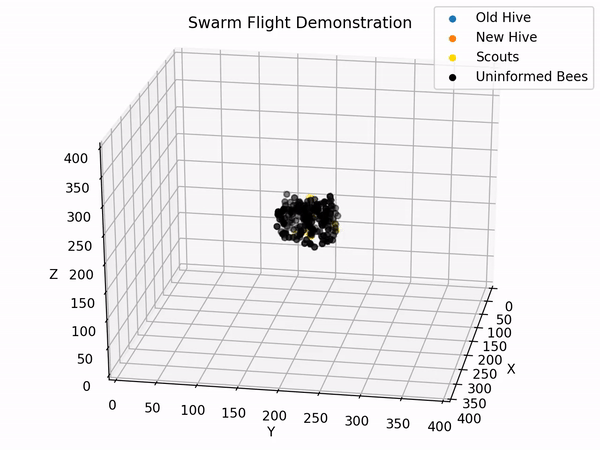 Swarm Flight Demonstration
Old Hive
New Hive
Scouts
Uninformed Bees
400
350
300
250
Z 200
150
100
50
0
0 50 100 150 200 250 300 350 400
Y
0
50
100
150
200
250
300
350
400
X